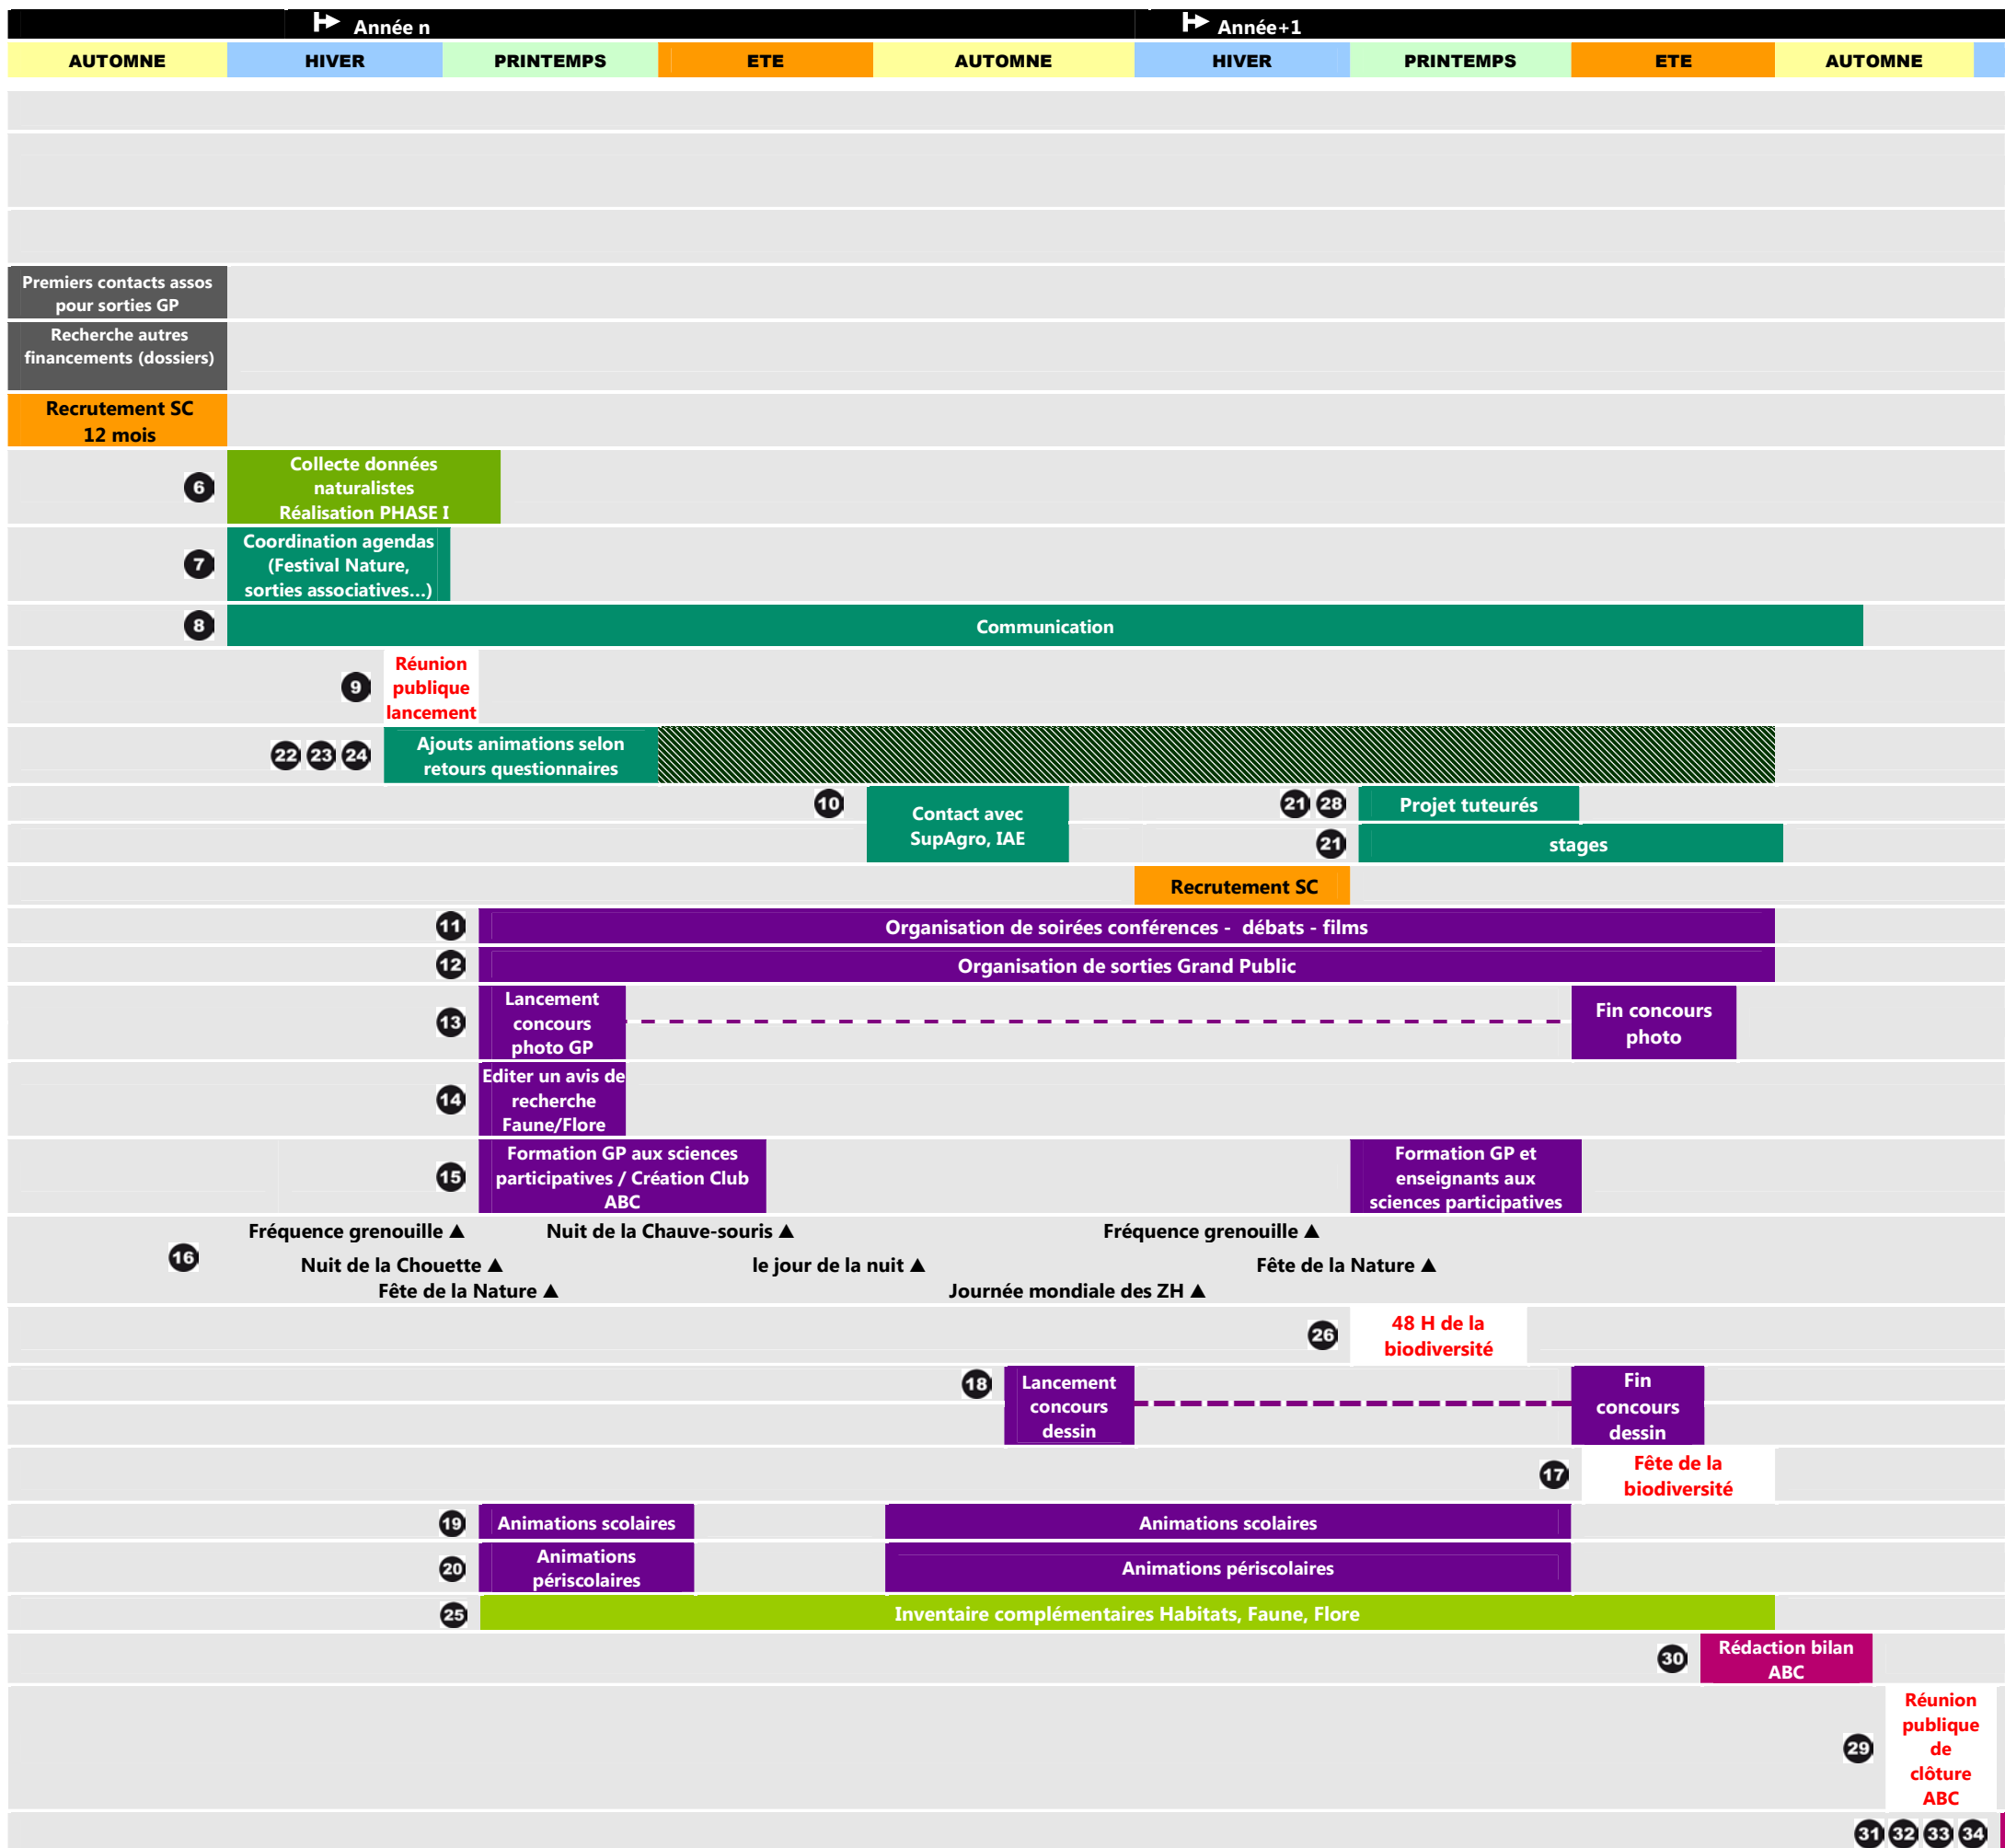 Année n
Année+1
AUTOMNE HIVER PRINTEMPS ETE AUTOMNE HIVER PRINTEMPS ETE AUTOMNE
Premiers contacts assos
pour sorties GP
Recherche autres
financements (dossiers)
Recrutement SC
12 mois
6
Collecte données
naturalistes
Réalisation PHASE I
7
Coordination agendas
(Festival Nature,
sorties associatives...)
8
Communication
9
Réunion
publique
lancement
22 23 24
Ajouts animations selon
retours questionnaires
10
Contact avec
SupAgro, IAE
21 28
Projet tuteurés
21
stages
Recrutement SC
11
Organisation de soirées conférences - débats - films
12
Organisation de sorties Grand Public
13
Lancement
concours
photo GP
Fin concours
photo
14
Editer un avis de
recherche
Faune/Flore
15
Formation GP aux sciences
participatives / Création Club
ABC
Formation GP et
enseignants aux
sciences participatives
16
Fréquence grenouille ▲ Nuit de la Chauve-souris ▲ Fréquence grenouille ▲
Nuit de la Chouette ▲ le jour de la nuit ▲ Fête de la Nature ▲
Fête de la Nature ▲ Journée mondiale des ZH ▲
26
48 H de la
biodiversité
18
Lancement
concours
dessin
Fin
concours
dessin
17
Fête de la
biodiversité
19
Animations scolaires
Animations scolaires
20
Animations
périscolaires
Animations périscolaires
25
Inventaire complémentaires Habitats, Faune, Flore
30
Rédaction bilan
ABC
29
Réunion
publique
de
clôture
ABC
31 32 33 34